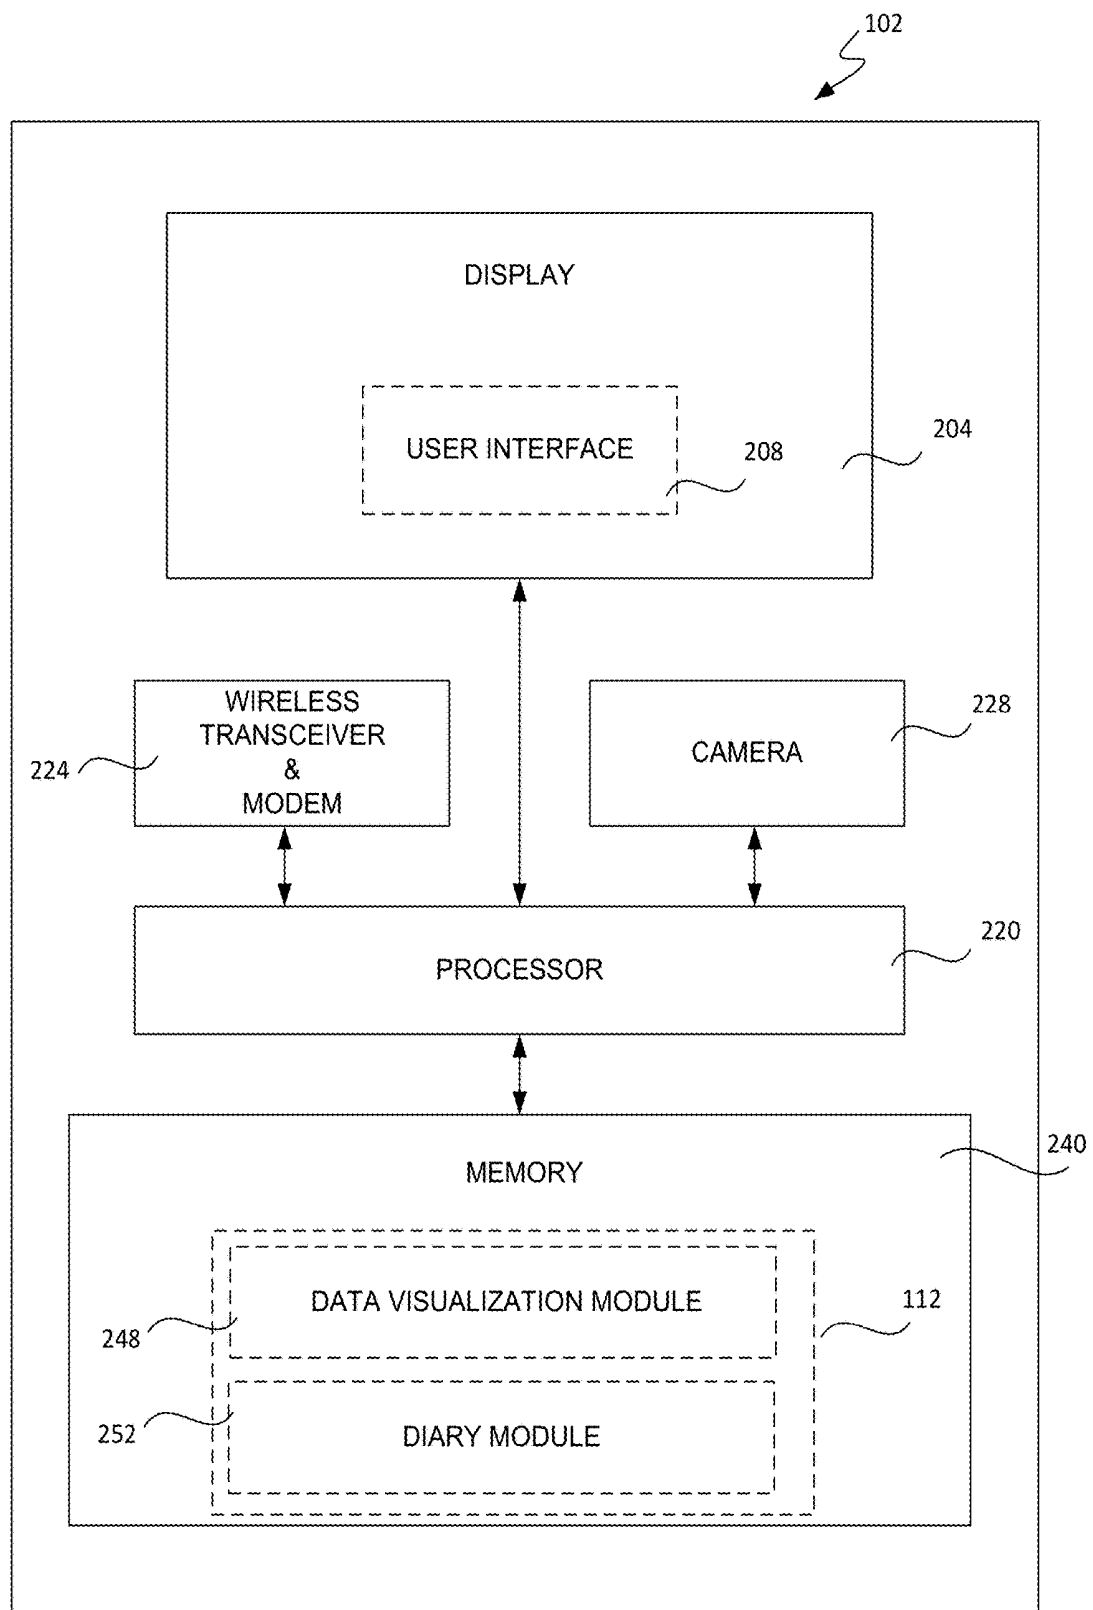 102
DISPLAY
USER INTERFACE
208
204
WIRELESS
TRANSCEIVER
&
MODEM
224
CAMERA
228
PROCESSOR
220
MEMORY
240
DATA VISUALIZATION MODULE
248
112
DIARY MODULE
252